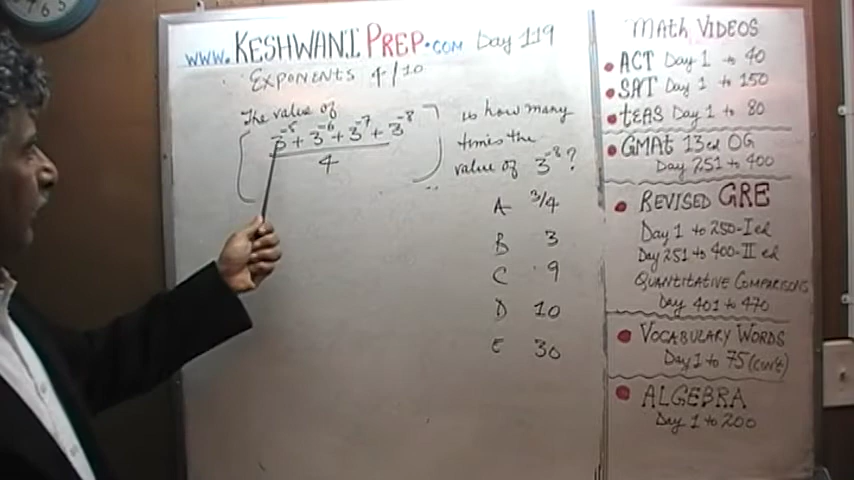 www.KESHWANI PREP.COM Day 119
EXPONENTS 4/10
The value of
3⁻⁵ + 3⁻⁶ + 3⁻⁷ + 3⁻⁸
4
is how many
times the
value of 3⁻⁸?
A 3/4
B 3
C 9
D 10
E 30
MATH VIDEOS
ACT Day 1 to 40
SAT Day 1 to 150
tEAS Day 1 to 80
GMAt 13ed OG
Day 251 to 400
REVISED GRE
Day 1 to 250-I ed
Day 251 to 400-II ed
QUANTITATIVE COMPARISONS
Day 401 to 470
VOCABULARY WORDS
Day 1 to 75 (con't)
ALGEBRA
Day 1 to 200